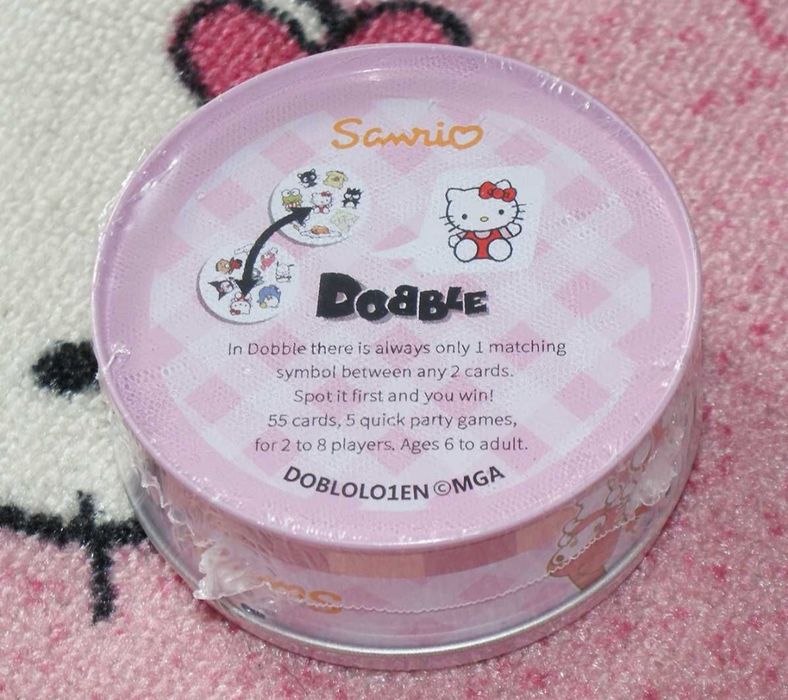 Sanrio
DOBBLE
In Dobble there is always only 1 matching
symbol between any 2 cards.
Spot it first and you win!
55 cards, 5 quick party games,
for 2 to 8 players. Ages 6 to adult.
DOBLOLO1EN ©MGA